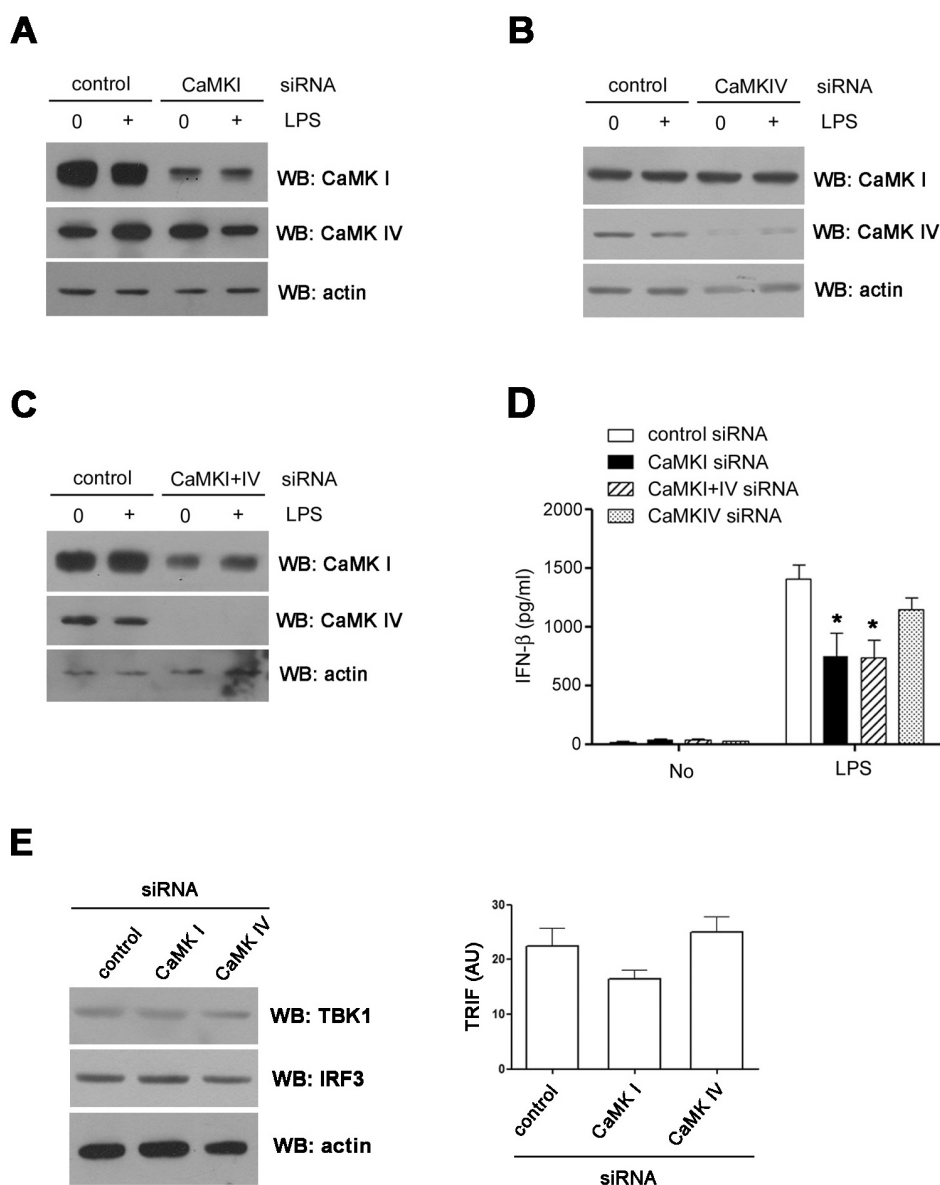 A
control CaMKI siRNA
0 + 0 + LPS
WB: CaMK I
WB: CaMK IV
WB: actin
B
control CaMKIV siRNA
0 + 0 + LPS
WB: CaMK I
WB: CaMK IV
WB: actin
C
control CaMKI+IV siRNA
0 + 0 + LPS
WB: CaMK I
WB: CaMK IV
WB: actin
D
control siRNA
CaMKI siRNA
CaMKI+IV siRNA
CaMKIV siRNA
IFN-β (pg/ml)
2000
1500
1000
500
0
* *
No LPS
E
siRNA
control CaMK I CaMK IV
WB: TBK1
WB: IRF3
WB: actin
TRIF (AU)
30
20
10
0
control CaMK I CaMK IV
siRNA